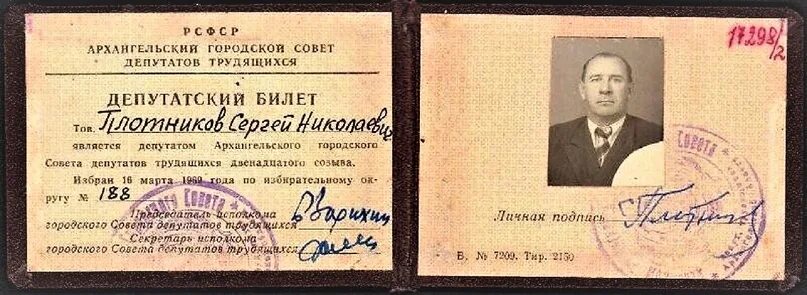 РСФСР
АРХАНГЕЛЬСКИЙ ГОРОДСКОЙ СОВЕТ
ДЕПУТАТОВ ТРУДЯЩИХСЯ
ДЕПУТАТСКИЙ БИЛЕТ
Тов. Плотников Сергей Николаевич
является депутатом Архангельского городского
Совета депутатов трудящихся двенадцатого созыва.
Избран 16 марта 1969 года по избирательному ок-
ругу № 188
Председатель исполкома
городского Совета депутатов трудящихся
Секретарь исполкома
городского Совета депутатов трудящихся
17298/2
Совета
Личная подпись
В. № 7209. Тир. 2150